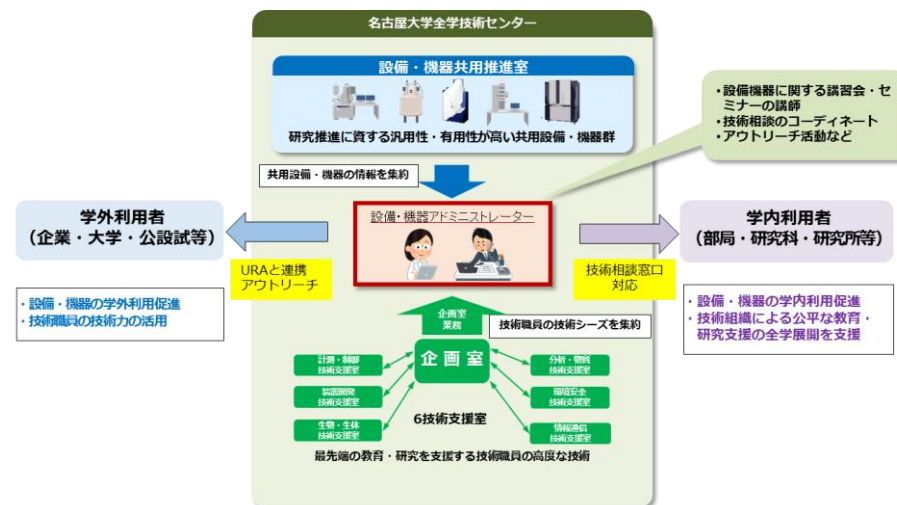 名古屋大学全学技術センター
設備・機器共用推進室
研究推進に資する汎用性・有用性が高い共用設備・機器群
・設備機器に関する講習会・セ
ミナーの講師
・技術相談のコーディネート
・アウトリーチ活動など
共用設備・機器の情報を集約
設備・機器アドミニストレーター
学外利用者
（企業・大学・公設試等）
URAと連携
アウトリーチ
・設備・機器の学外利用促進
・技術職員の技術力の活用
学内利用者
（部局・研究科・研究所等）
技術相談窓口
対応
・設備・機器の学内利用促進
・技術組織による公平な教育・
研究支援の全学展開を支援
企画室
業務
技術職員の技術シーズを集約
企画室
計測・制御
技術支援室
装置開発
技術支援室
生物・生体
技術支援室
分析・物質
技術支援室
環境安全
技術支援室
情報通信
技術支援室
6技術支援室
最先端の教育・研究を支援する技術職員の高度な技術